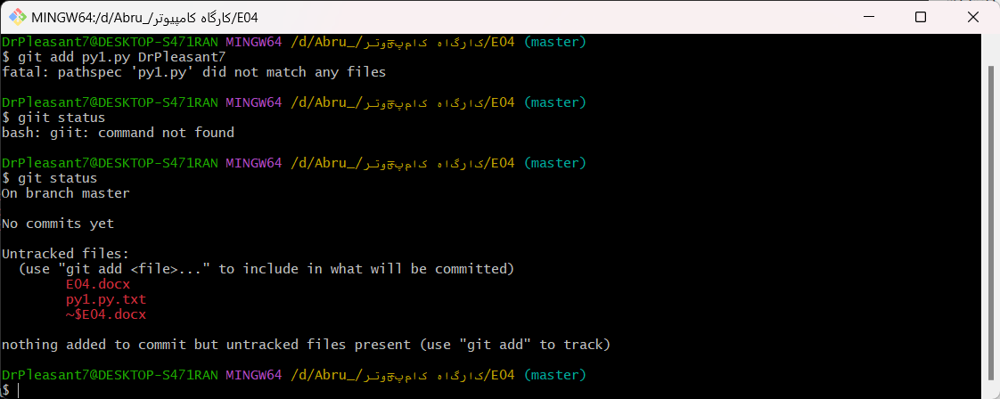 MINGW64:/d/Abru_/کارگاه کامپیوتر/E04
DrPleasant7@DESKTOP-S471RAN MINGW64 /d/Abru_/کارگاه کامپیوتر/E04 (master)
$ git add py1.py DrPleasant7
fatal: pathspec 'py1.py' did not match any files
DrPleasant7@DESKTOP-S471RAN MINGW64 /d/Abru_/کارگاه کامپیوتر/E04 (master)
$ giit status
bash: giit: command not found
DrPleasant7@DESKTOP-S471RAN MINGW64 /d/Abru_/کارگاه کامپیوتر/E04 (master)
$ git status
On branch master
No commits yet
Untracked files:
(use "git add <file>..." to include in what will be committed)
E04.docx
py1.py.txt
~$E04.docx
nothing added to commit but untracked files present (use "git add" to track)
DrPleasant7@DESKTOP-S471RAN MINGW64 /d/Abru_/کارگاه کامپیوتر/E04 (master)
$